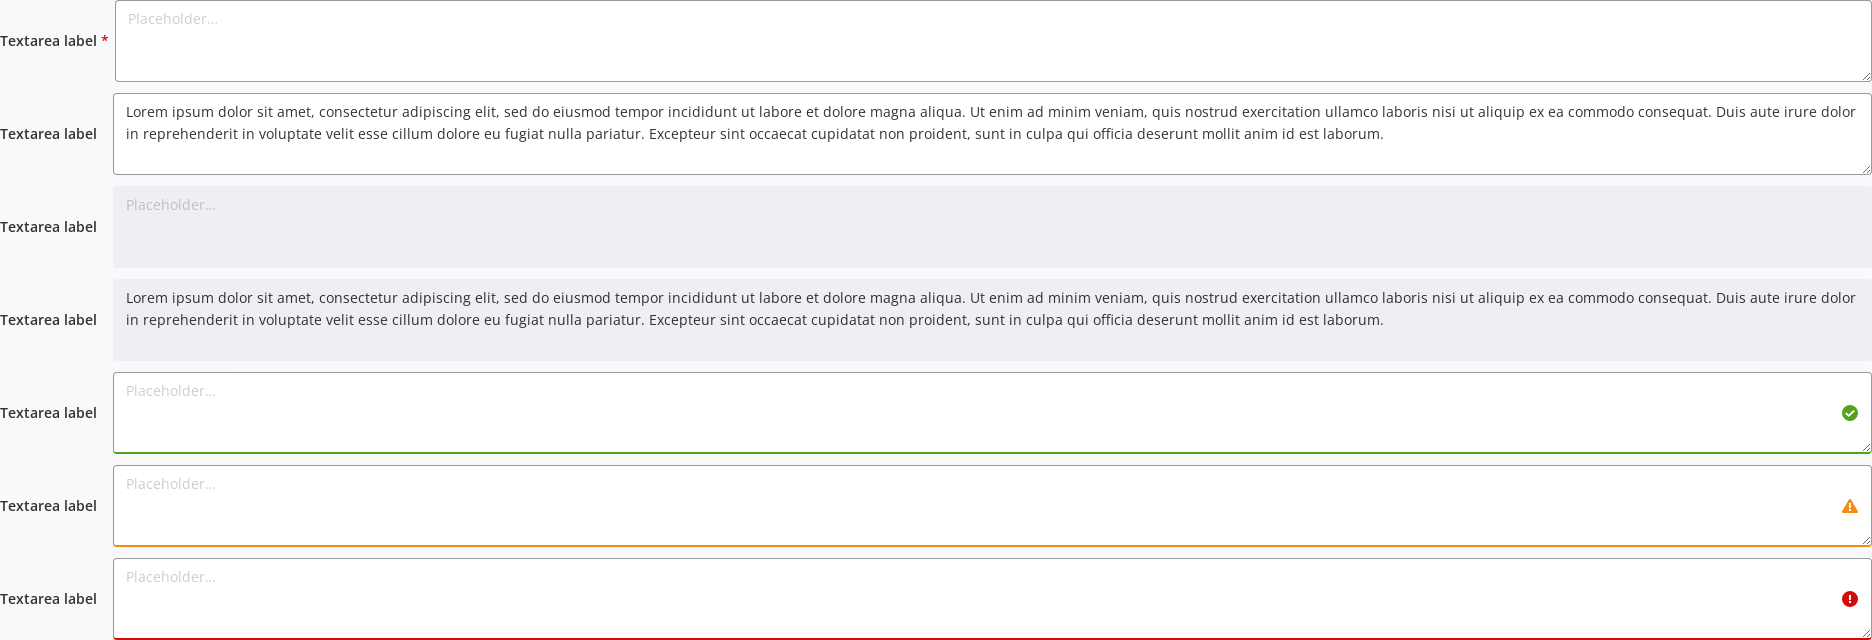 Placeholder...
Textarea label *
Lorem ipsum dolor sit amet, consectetur adipiscing elit, sed do eiusmod tempor incididunt ut labore et dolore magna aliqua. Ut enim ad minim veniam, quis nostrud exercitation ullamco laboris nisi ut aliquip ex ea commodo consequat. Duis aute irure dolor
Textarea label
in reprehenderit in voluptate velit esse cillum dolore eu fugiat nulla pariatur. Excepteur sint occaecat cupidatat non proident, sunt in culpa qui officia deserunt mollit anim id est laborum.
Placeholder...
Textarea label
Lorem ipsum dolor sit amet, consectetur adipiscing elit, sed do eiusmod tempor incididunt ut labore et dolore magna aliqua. Ut enim ad minim veniam, quis nostrud exercitation ullamco laboris nisi ut aliquip ex ea commodo consequat. Duis aute irure dolor
Textarea label
in reprehenderit in voluptate velit esse cillum dolore eu fugiat nulla pariatur. Excepteur sint occaecat cupidatat non proident, sunt in culpa qui officia deserunt mollit anim id est laborum.
Placeholder...
Textarea label
Placeholder...
Textarea label
Placeholder...
Textarea label